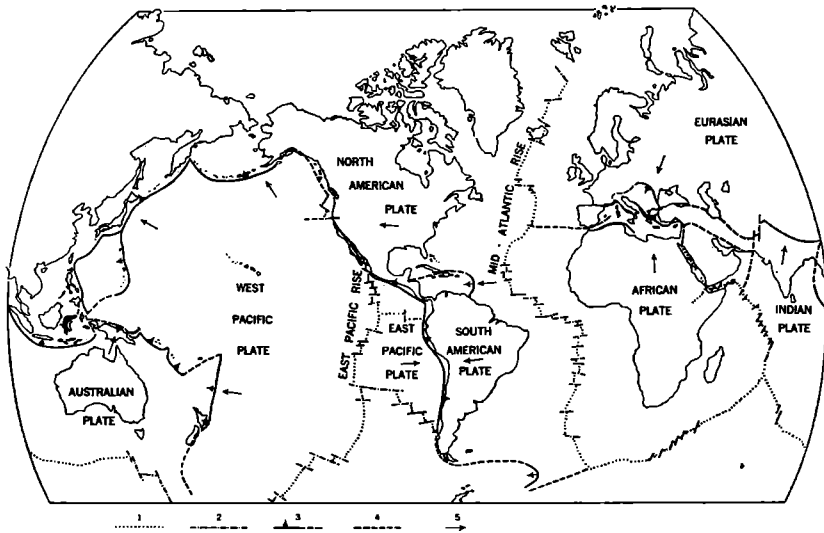 EURASIAN
PLATE
NORTH
AMERICAN
PLATE
MID - ATLANTIC RISE
WEST
PACIFIC
PLATE
EAST PACIFIC RISE
EAST
PACIFIC
PLATE
SOUTH
AMERICAN
PLATE
AFRICAN
PLATE
INDIAN
PLATE
AUSTRALIAN
PLATE
1 2 3 4 5